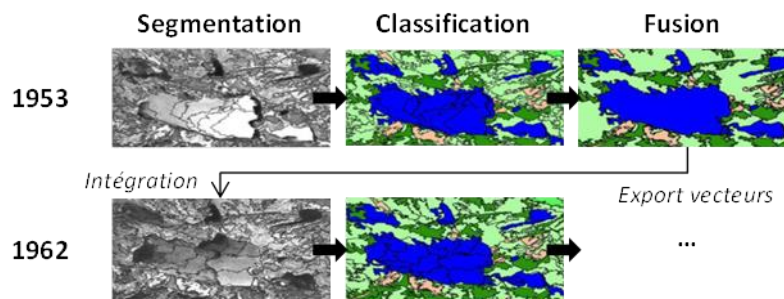 Segmentation Classification Fusion
1953
Intégration
Export vecteurs
1962
...